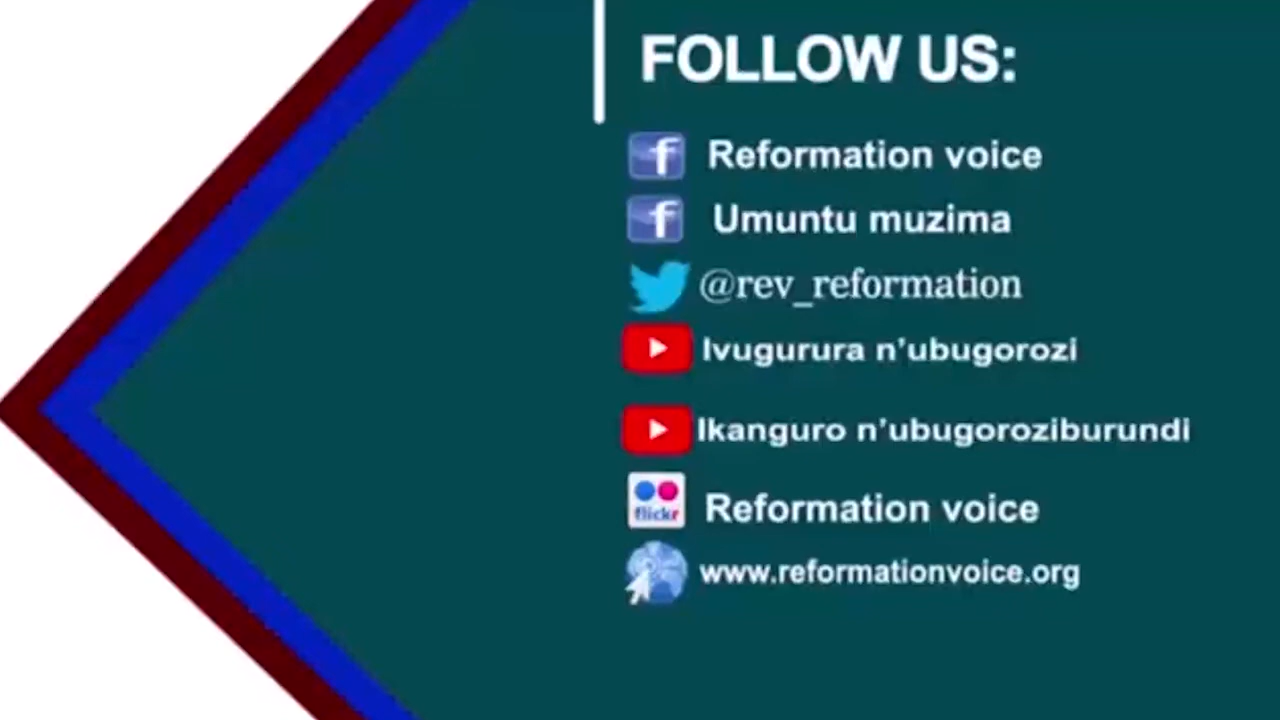 FOLLOW US:
Reformation voice
Umuntu muzima
@rev_reformation
Ivugurura n’ubugorozi
Ikanguro n’ubugoroziburundi
flickr Reformation voice
www.reformationvoice.org